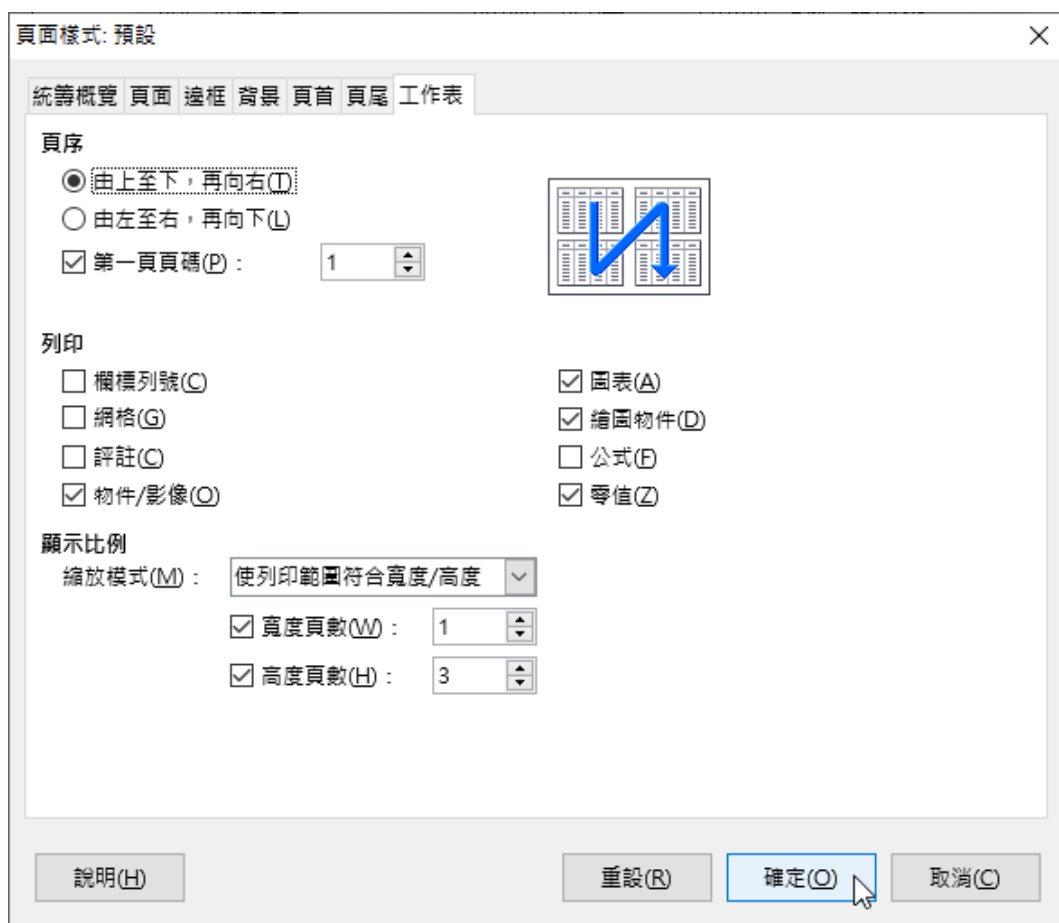 頁面樣式: 預設
統籌概覽 頁面 邊框 背景 頁首 頁尾 工作表
頁序
由上至下，再向右(T)
由左至右，再向下(L)
第一頁頁碼(P)： 1
列印
欄標列號(C) 圖表(A)
網格(G) 繪圖物件(D)
評註(C) 公式(F)
物件/影像(O) 零值(Z)
顯示比例
縮放模式(M)： 使列印範圍符合寬度/高度
寬度頁數(W)： 1
高度頁數(H)： 3
說明(H) 重設(R) 確定(O) 取消(C)